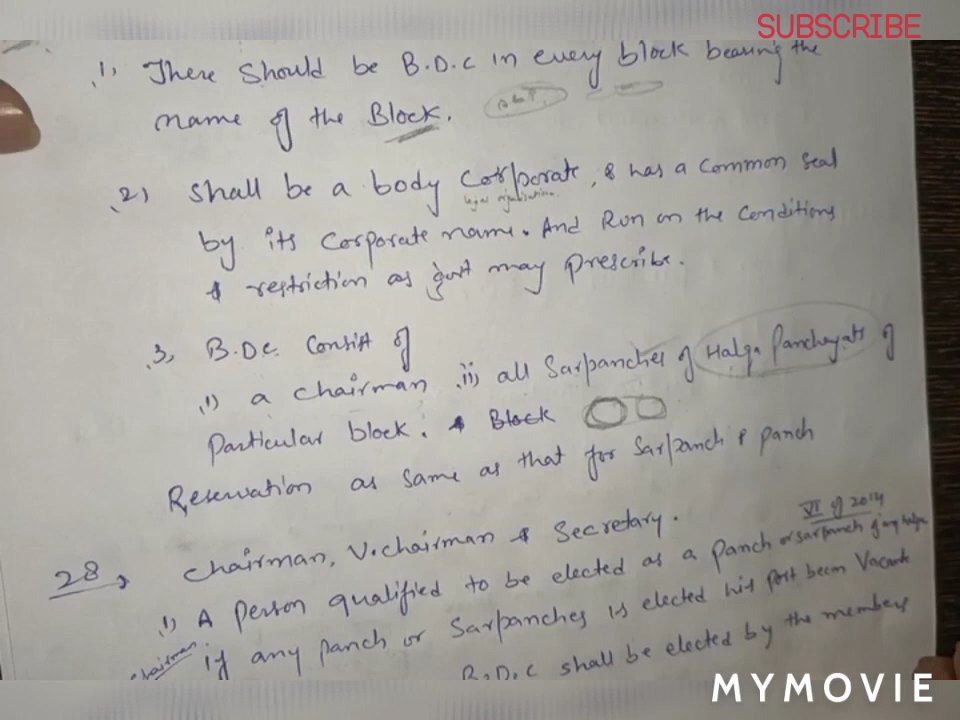 SUBSCRIBE
1) There should be B.D.C in every block bearing the
name of the Block.
2) Shall be a body Corporate, & has a Common Seal
by its Corporate name. And Run on the Conditions
& restriction as govt may prescribe.
3, B.DC. Consist of
i) a chairman ii) all Sarpanches of Halqa Panchayats of
Particular block. & Block
Reservation as same as that for Sarpanch & panch
VI of 2014
28, Chairman, V.chairman & Secretary.
1) A Person qualified to be elected as a panch or sarpanch of any halqa
if any panch or Sarpanches is elected his post been Vacant
Chairman B.D.C shall be elected by the members
MYMOVIE